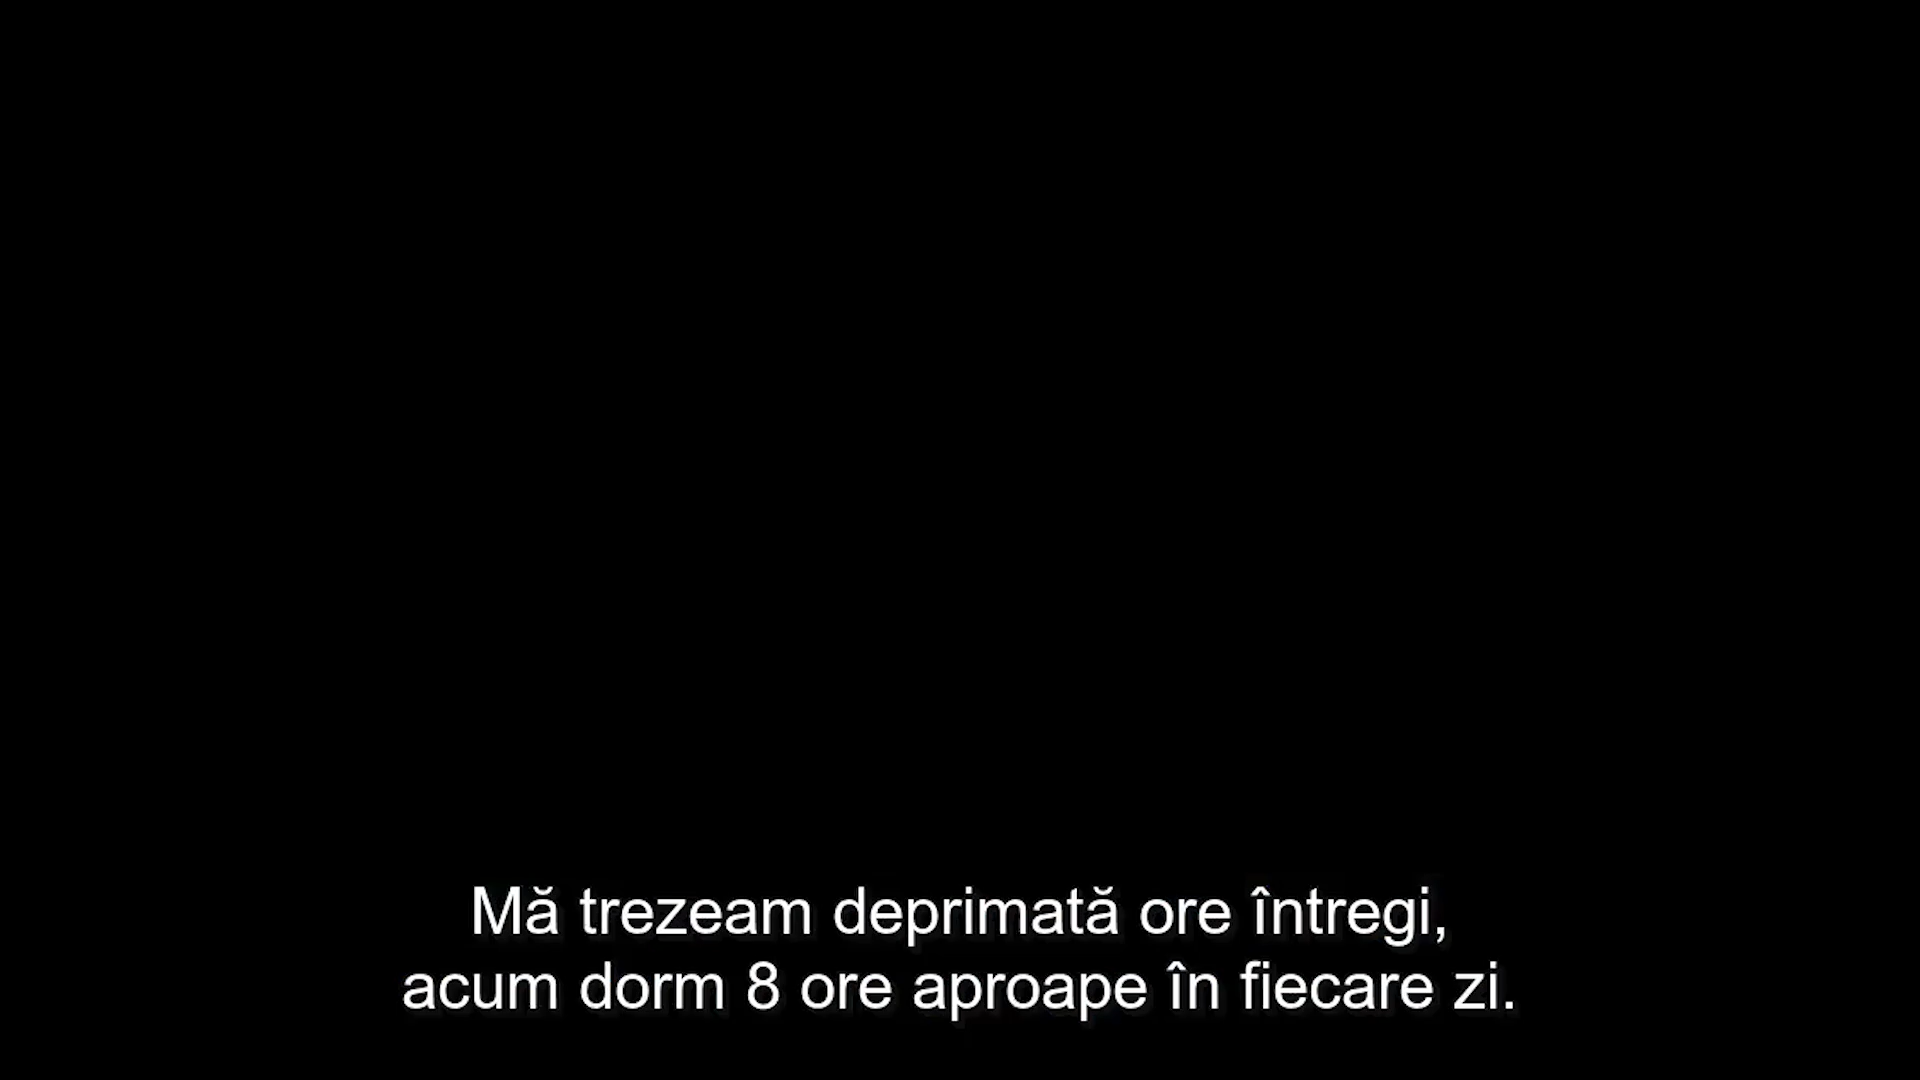 Mă trezeam deprimată ore întregi,
acum dorm 8 ore aproape în fiecare zi.